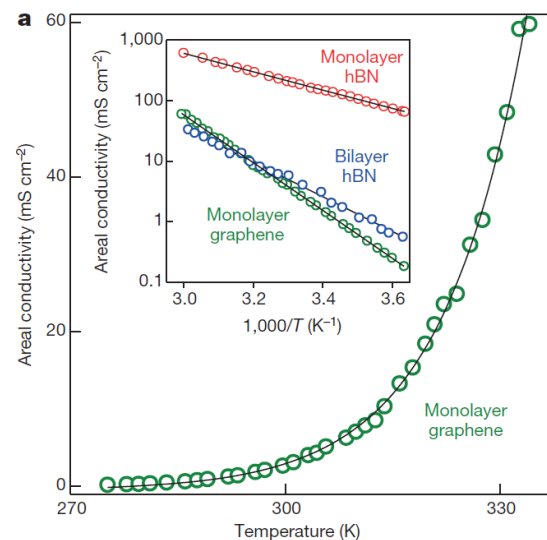 a
60
40
20
0
Areal conductivity (mS cm⁻²)
270
300
330
Temperature (K)
Monolayer
graphene
1,000
100
10
1
0.1
Areal conductivity (mS cm⁻²)
3.0
3.2
3.4
3.6
1,000/T (K⁻¹)
Monolayer
hBN
Bilayer
hBN
Monolayer
graphene